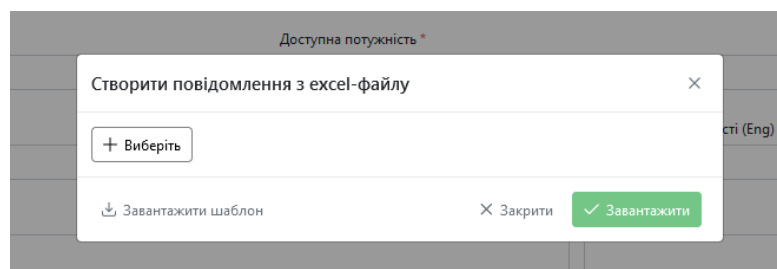 Доступна потужність *
Створити повідомлення з excel-файлу
сті (Eng)
Виберіть
Завантажити шаблон
Закрити
Завантажити